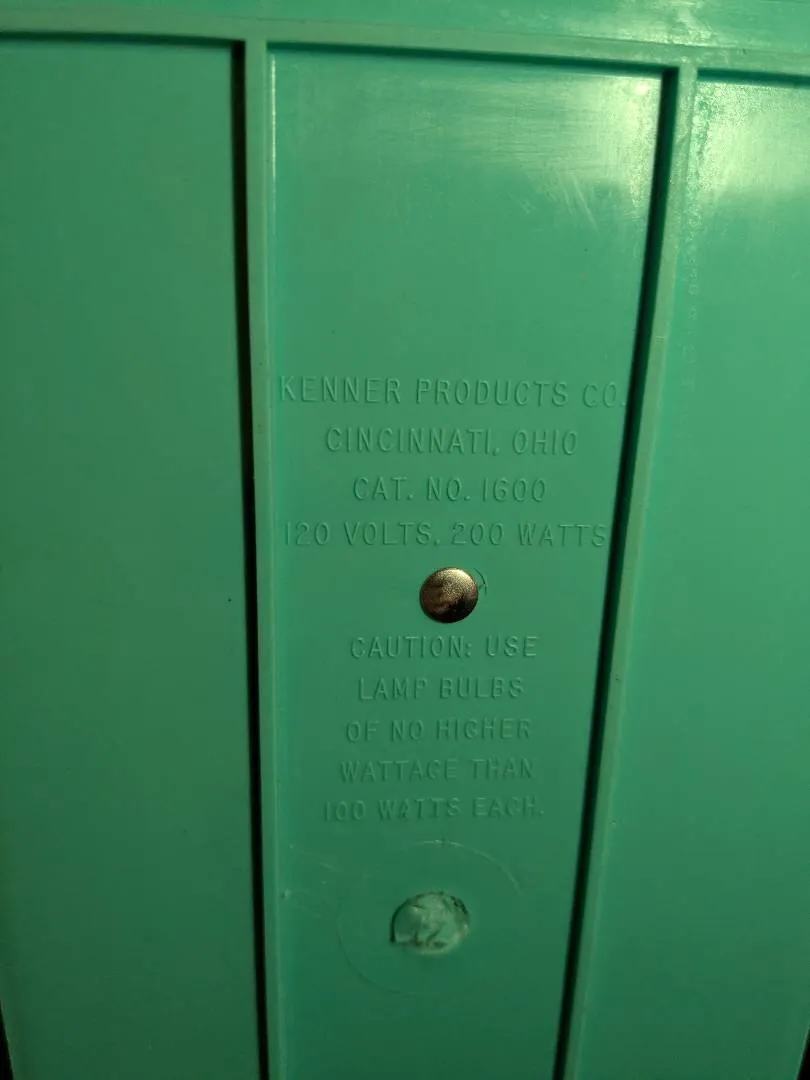 KENNER PRODUCTS CO.
CINCINNATI, OHIO
CAT. NO. 1600
120 VOLTS. 200 WATTS
CAUTION: USE
LAMP BULBS
OF NO HIGHER
WATTAGE THAN
100 WATTS EACH.